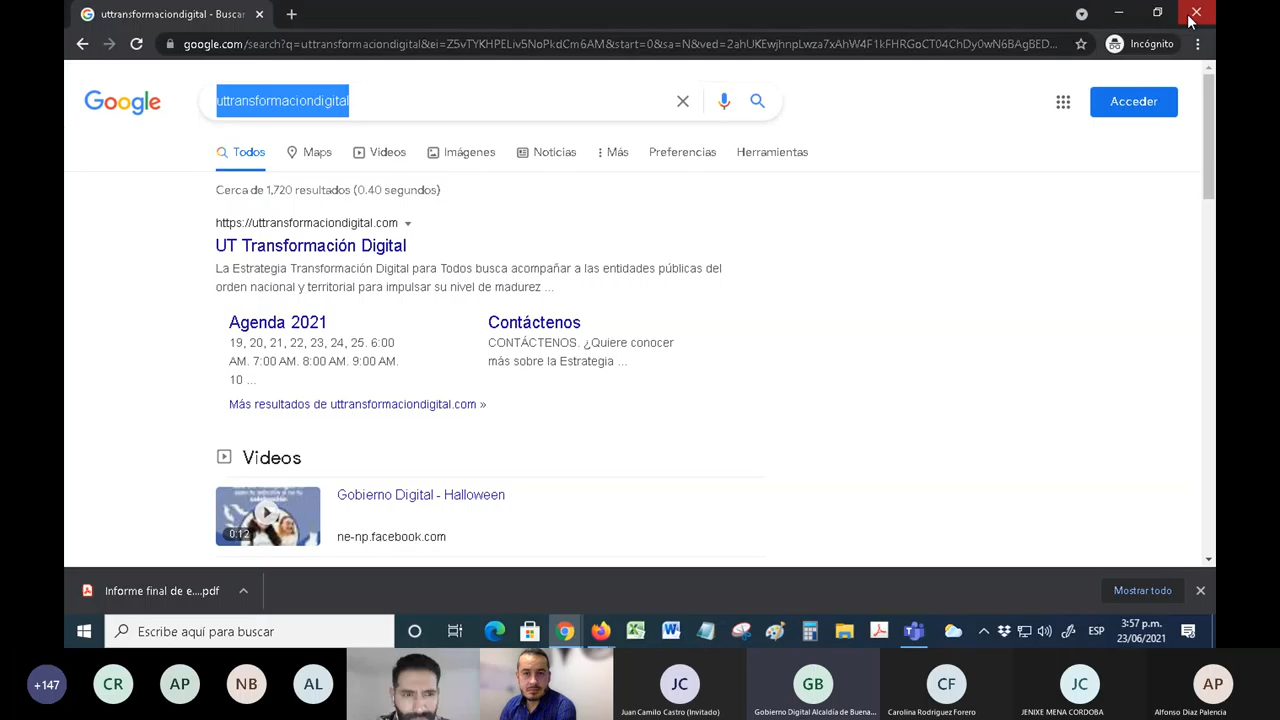 uttransformaciondigital - Buscar
google.com/search?q=uttransformaciondigital&ei=Z5vTYKHPELiv5NoPkdCm6AM&start=0&sa=N&ved=2ahUKEwjhnpLwza7xAhW4F1kFHRGoCT04ChDy0wN6BAgBED...
Incógnito
Google
uttransformaciondigital
Acceder
Todos
Maps
Videos
Imágenes
Noticias
Más
Preferencias
Herramientas
Cerca de 1,720 resultados (0.40 segundos)
https://uttransformaciondigital.com
UT Transformación Digital
La Estrategia Transformación Digital para Todos busca acompañar a las entidades públicas del
orden nacional y territorial para impulsar su nivel de madurez ...
Agenda 2021
19, 20, 21, 22, 23, 24, 25. 6:00
AM. 7:00 AM. 8:00 AM. 9:00 AM.
10 ...
Contáctenos
CONTÁCTENOS. ¿Quiere conocer
más sobre la Estrategia ...
Más resultados de uttransformaciondigital.com »
Videos
Gobierno Digital - Halloween
0:12
ne-np.facebook.com
Informe final de e....pdf
Mostrar todo
Escribe aquí para buscar
ESP
3:57 p.m.
23/06/2021
+147
CR
AP
NB
AL
JC
Juan Camilo Castro (Invitado)
GB
Gobierno Digital Alcaldía de Buena...
CF
Carolina Rodriguez Forero
JC
JENIXE MENA CORDOBA
AP
Alfonso Diaz Palencia